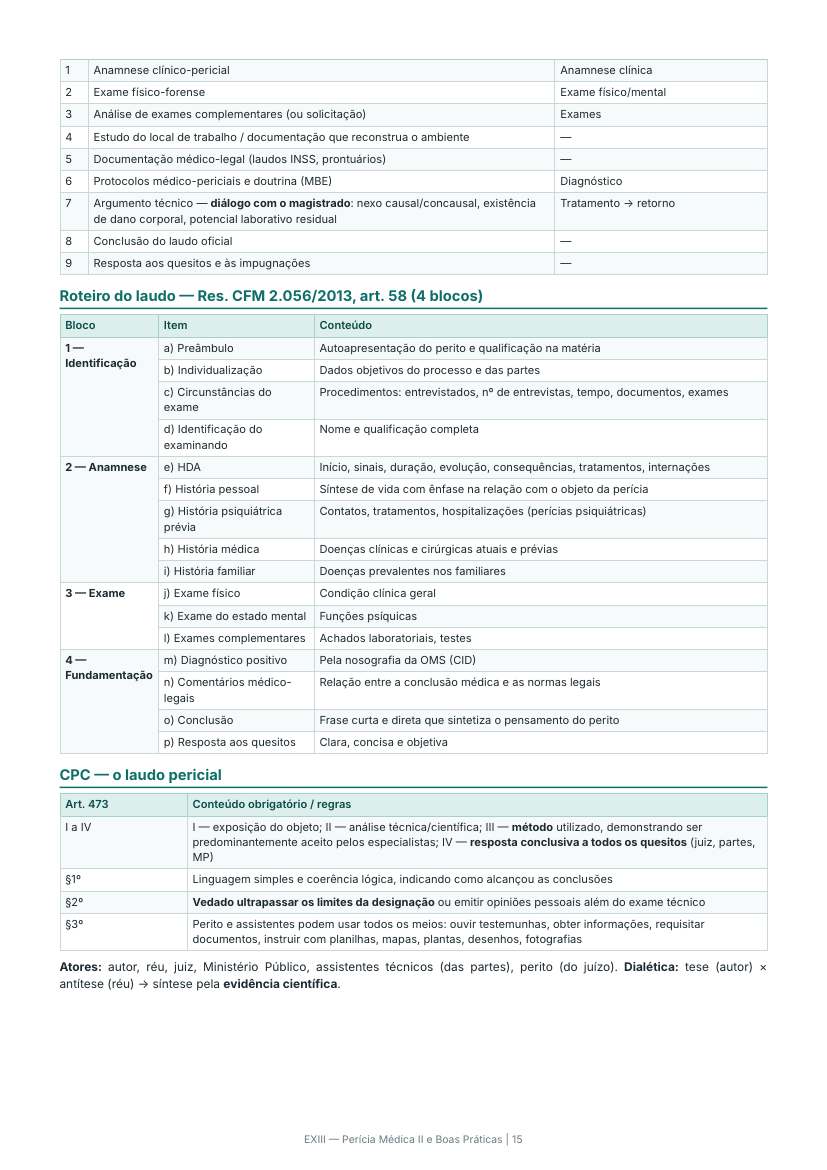 1 Anamnese clínico-pericial Anamnese clínica
2 Exame físico-forense Exame físico/mental
3 Análise de exames complementares (ou solicitação) Exames
4 Estudo do local de trabalho / documentação que reconstrua o ambiente —
5 Documentação médico-legal (laudos INSS, prontuários) —
6 Protocolos médico-periciais e doutrina (MBE) Diagnóstico
7 Argumento técnico — diálogo com o magistrado: nexo causal/concausal, existência Tratamento → retorno
de dano corporal, potencial laborativo residual
8 Conclusão do laudo oficial —
9 Resposta aos quesitos e às impugnações —
Roteiro do laudo — Res. CFM 2.056/2013, art. 58 (4 blocos)
Bloco Item Conteúdo
1 — a) Preâmbulo Autoapresentação do perito e qualificação na matéria
Identificação
b) Individualização Dados objetivos do processo e das partes
c) Circunstâncias do Procedimentos: entrevistados, nº de entrevistas, tempo, documentos, exames
exame
d) Identificação do Nome e qualificação completa
examinando
2 — Anamnese e) HDA Início, sinais, duração, evolução, consequências, tratamentos, internações
f) História pessoal Síntese de vida com ênfase na relação com o objeto da perícia
g) História psiquiátrica Contatos, tratamentos, hospitalizações (perícias psiquiátricas)
prévia
h) História médica Doenças clínicas e cirúrgicas atuais e prévias
i) História familiar Doenças prevalentes nos familiares
3 — Exame j) Exame físico Condição clínica geral
k) Exame do estado mental Funções psíquicas
l) Exames complementares Achados laboratoriais, testes
4 — m) Diagnóstico positivo Pela nosografia da OMS (CID)
Fundamentação
n) Comentários médico- Relação entre a conclusão médica e as normas legais
legais
o) Conclusão Frase curta e direta que sintetiza o pensamento do perito
p) Resposta aos quesitos Clara, concisa e objetiva
CPC — o laudo pericial
Art. 473 Conteúdo obrigatório / regras
I a IV I — exposição do objeto; II — análise técnica/científica; III — método utilizado, demonstrando ser
predominantemente aceito pelos especialistas; IV — resposta conclusiva a todos os quesitos (juiz, partes,
MP)
§1º Linguagem simples e coerência lógica, indicando como alcançou as conclusões
§2º Vedado ultrapassar os limites da designação ou emitir opiniões pessoais além do exame técnico
§3º Perito e assistentes podem usar todos os meios: ouvir testemunhas, obter informações, requisitar
documentos, instruir com planilhas, mapas, plantas, desenhos, fotografias
Atores: autor, réu, juiz, Ministério Público, assistentes técnicos (das partes), perito (do juízo). Dialética: tese (autor) ×
antítese (réu) → síntese pela evidência científica.
EXIII — Perícia Médica II e Boas Práticas | 15